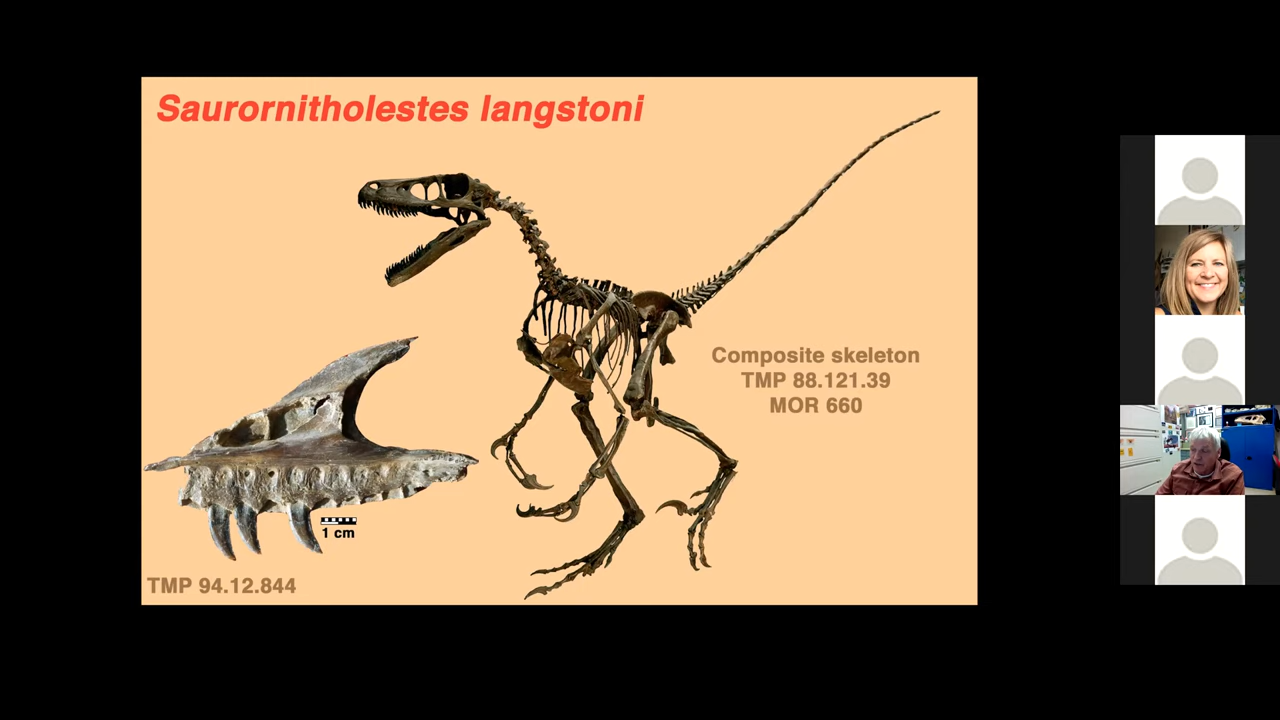 Saurornitholestes langstoni
Composite skeleton
TMP 88.121.39
MOR 660
1 cm
TMP 94.12.844